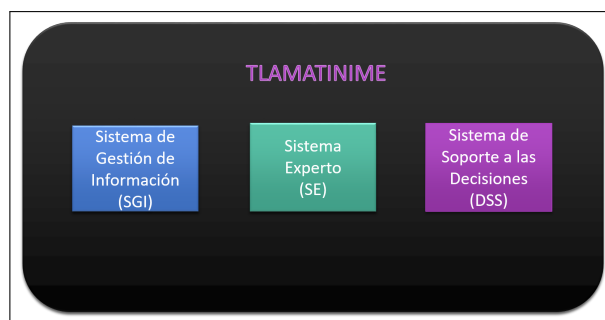 TLAMATINIME
Sistema de
Gestión de
Información
(SGI)
Sistema
Experto
(SE)
Sistema de
Soporte a las
Decisiones
(DSS)